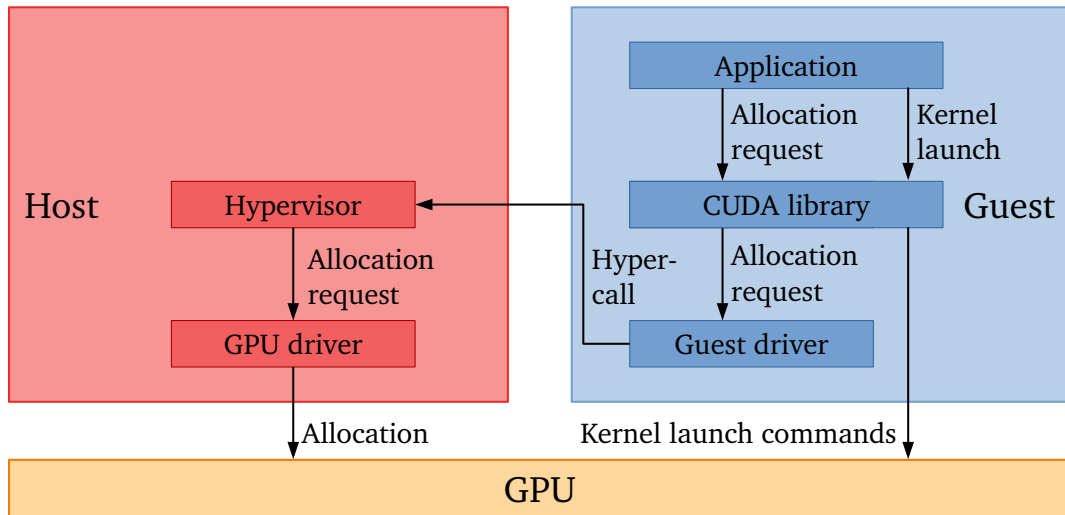 Host
Hypervisor
Allocation
request
GPU driver
Allocation
Application
Allocation
request
Kernel
launch
CUDA library
Guest
Hyper-
call
Allocation
request
Guest driver
Kernel launch commands
GPU